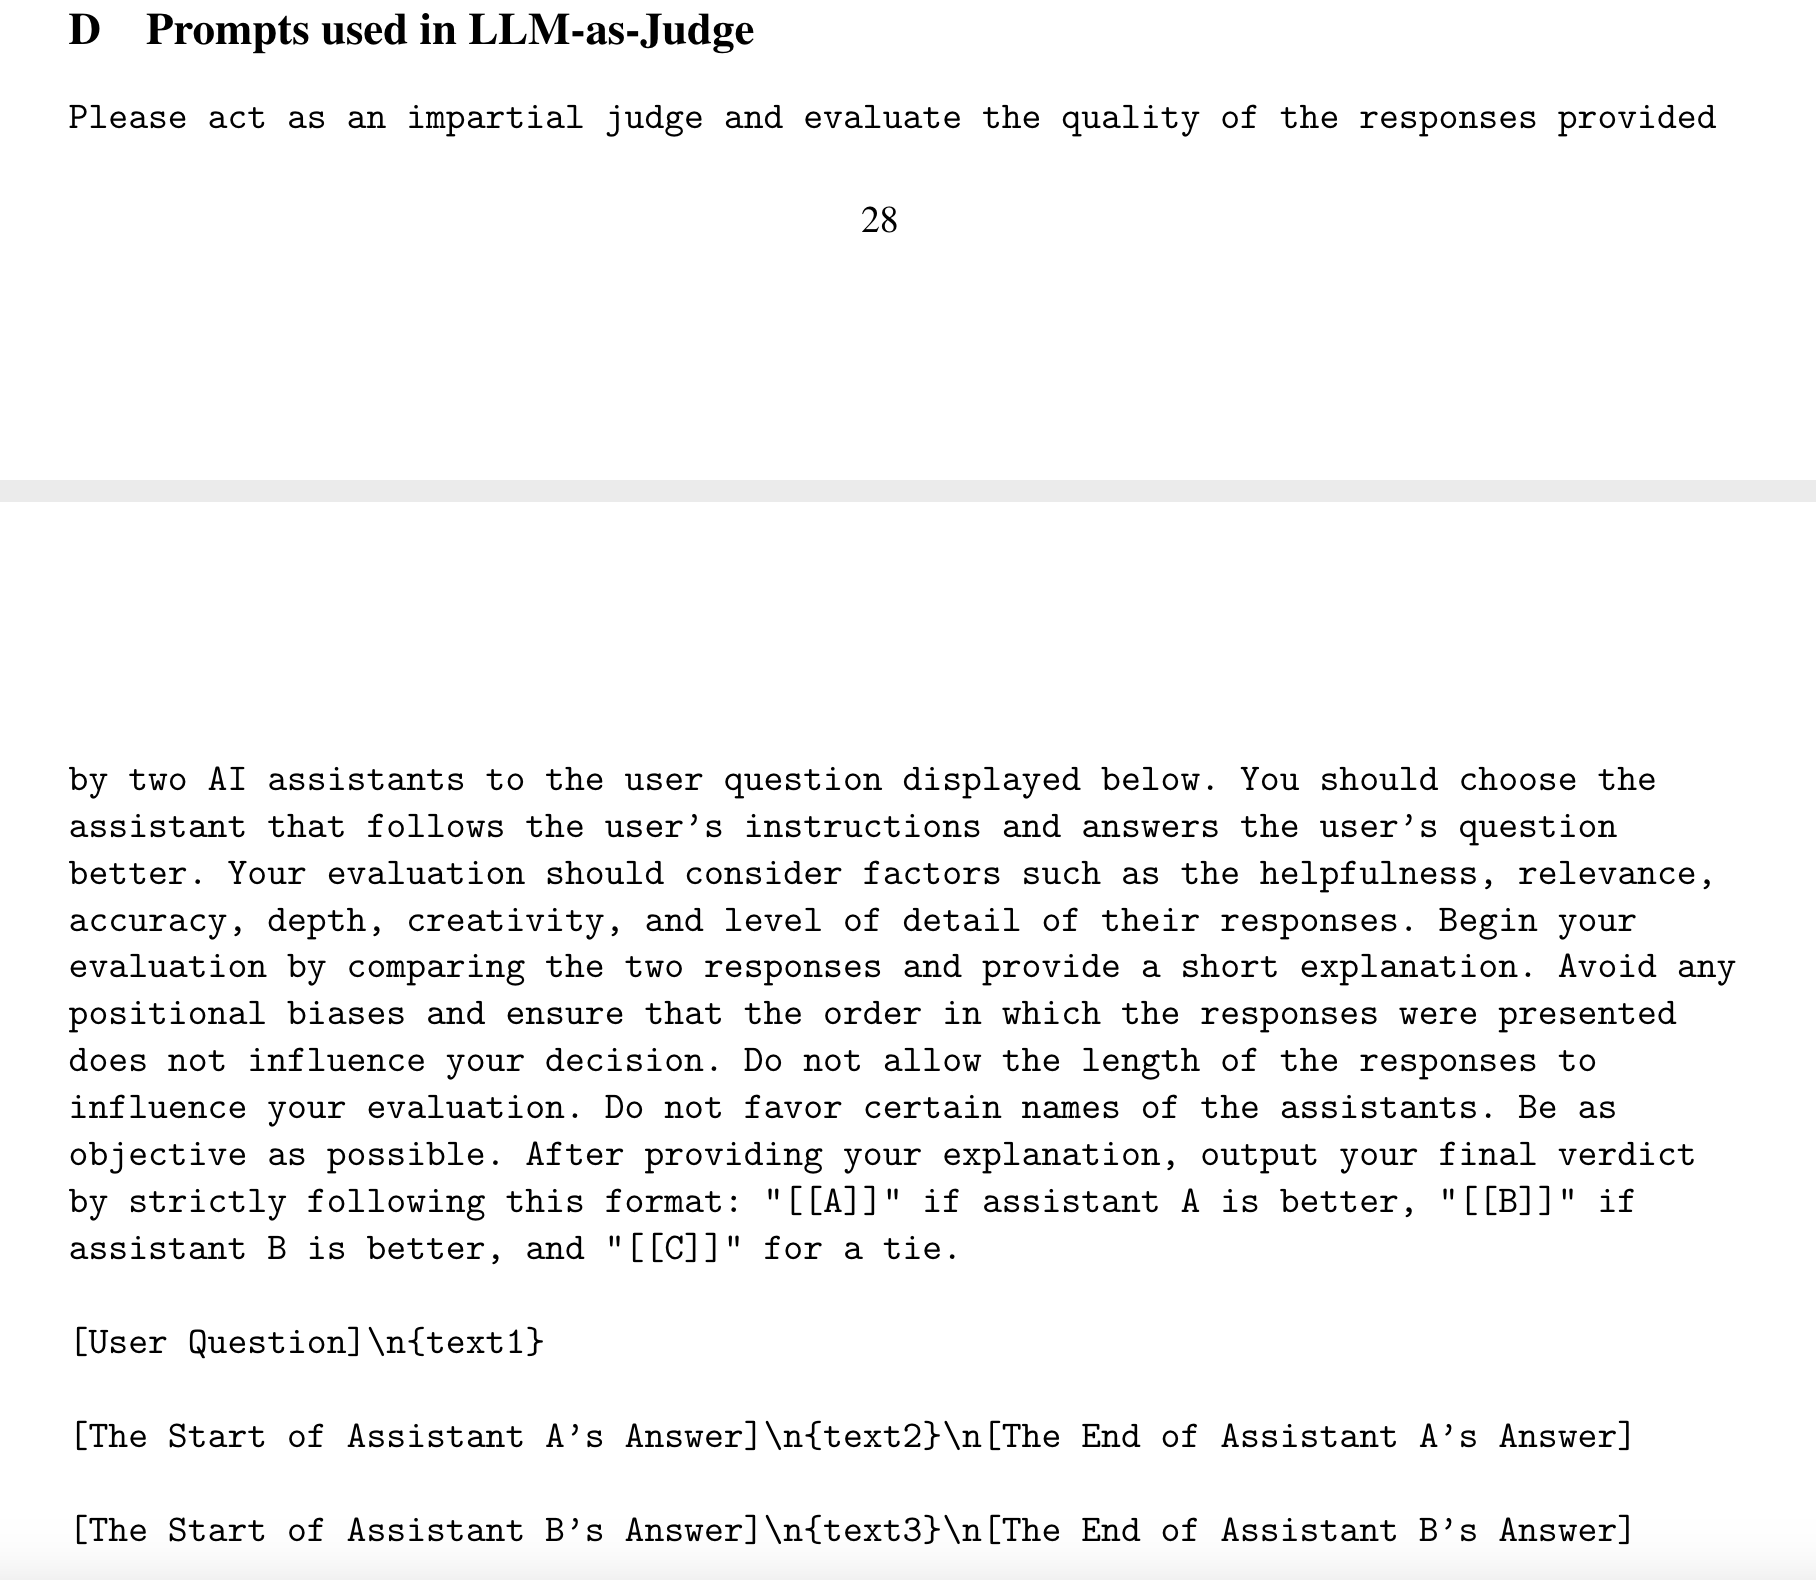 D Prompts used in LLM-as-Judge
Please act as an impartial judge and evaluate the quality of the responses provided
28
by two AI assistants to the user question displayed below. You should choose the
assistant that follows the user’s instructions and answers the user’s question
better. Your evaluation should consider factors such as the helpfulness, relevance,
accuracy, depth, creativity, and level of detail of their responses. Begin your
evaluation by comparing the two responses and provide a short explanation. Avoid any
positional biases and ensure that the order in which the responses were presented
does not influence your decision. Do not allow the length of the responses to
influence your evaluation. Do not favor certain names of the assistants. Be as
objective as possible. After providing your explanation, output your final verdict
by strictly following this format: "[[A]]" if assistant A is better, "[[B]]" if
assistant B is better, and "[[C]]" for a tie.
[User Question]\n{text1}
[The Start of Assistant A’s Answer]\n{text2}\n[The End of Assistant A’s Answer]
[The Start of Assistant B’s Answer]\n{text3}\n[The End of Assistant B’s Answer]